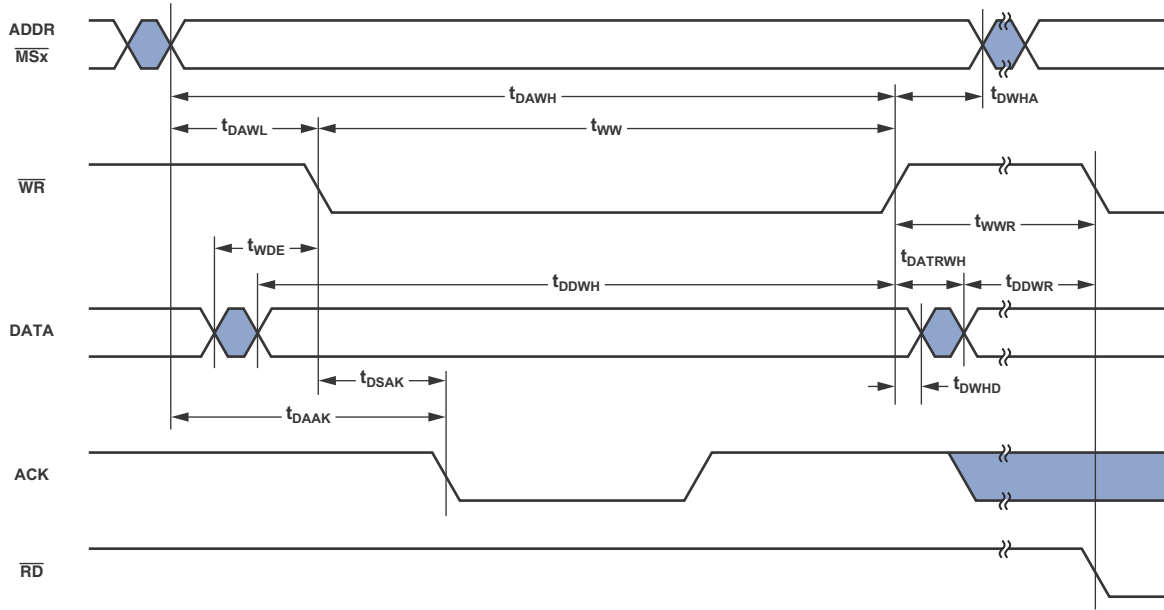 ADDR
MSx
tDAWH
tDWHA
tDAWL
tWW
WR
tWWR
tWDE
tDATRWH
tDDWH
tDDWR
DATA
tDSAK
tDWHD
tDAAK
ACK
RD